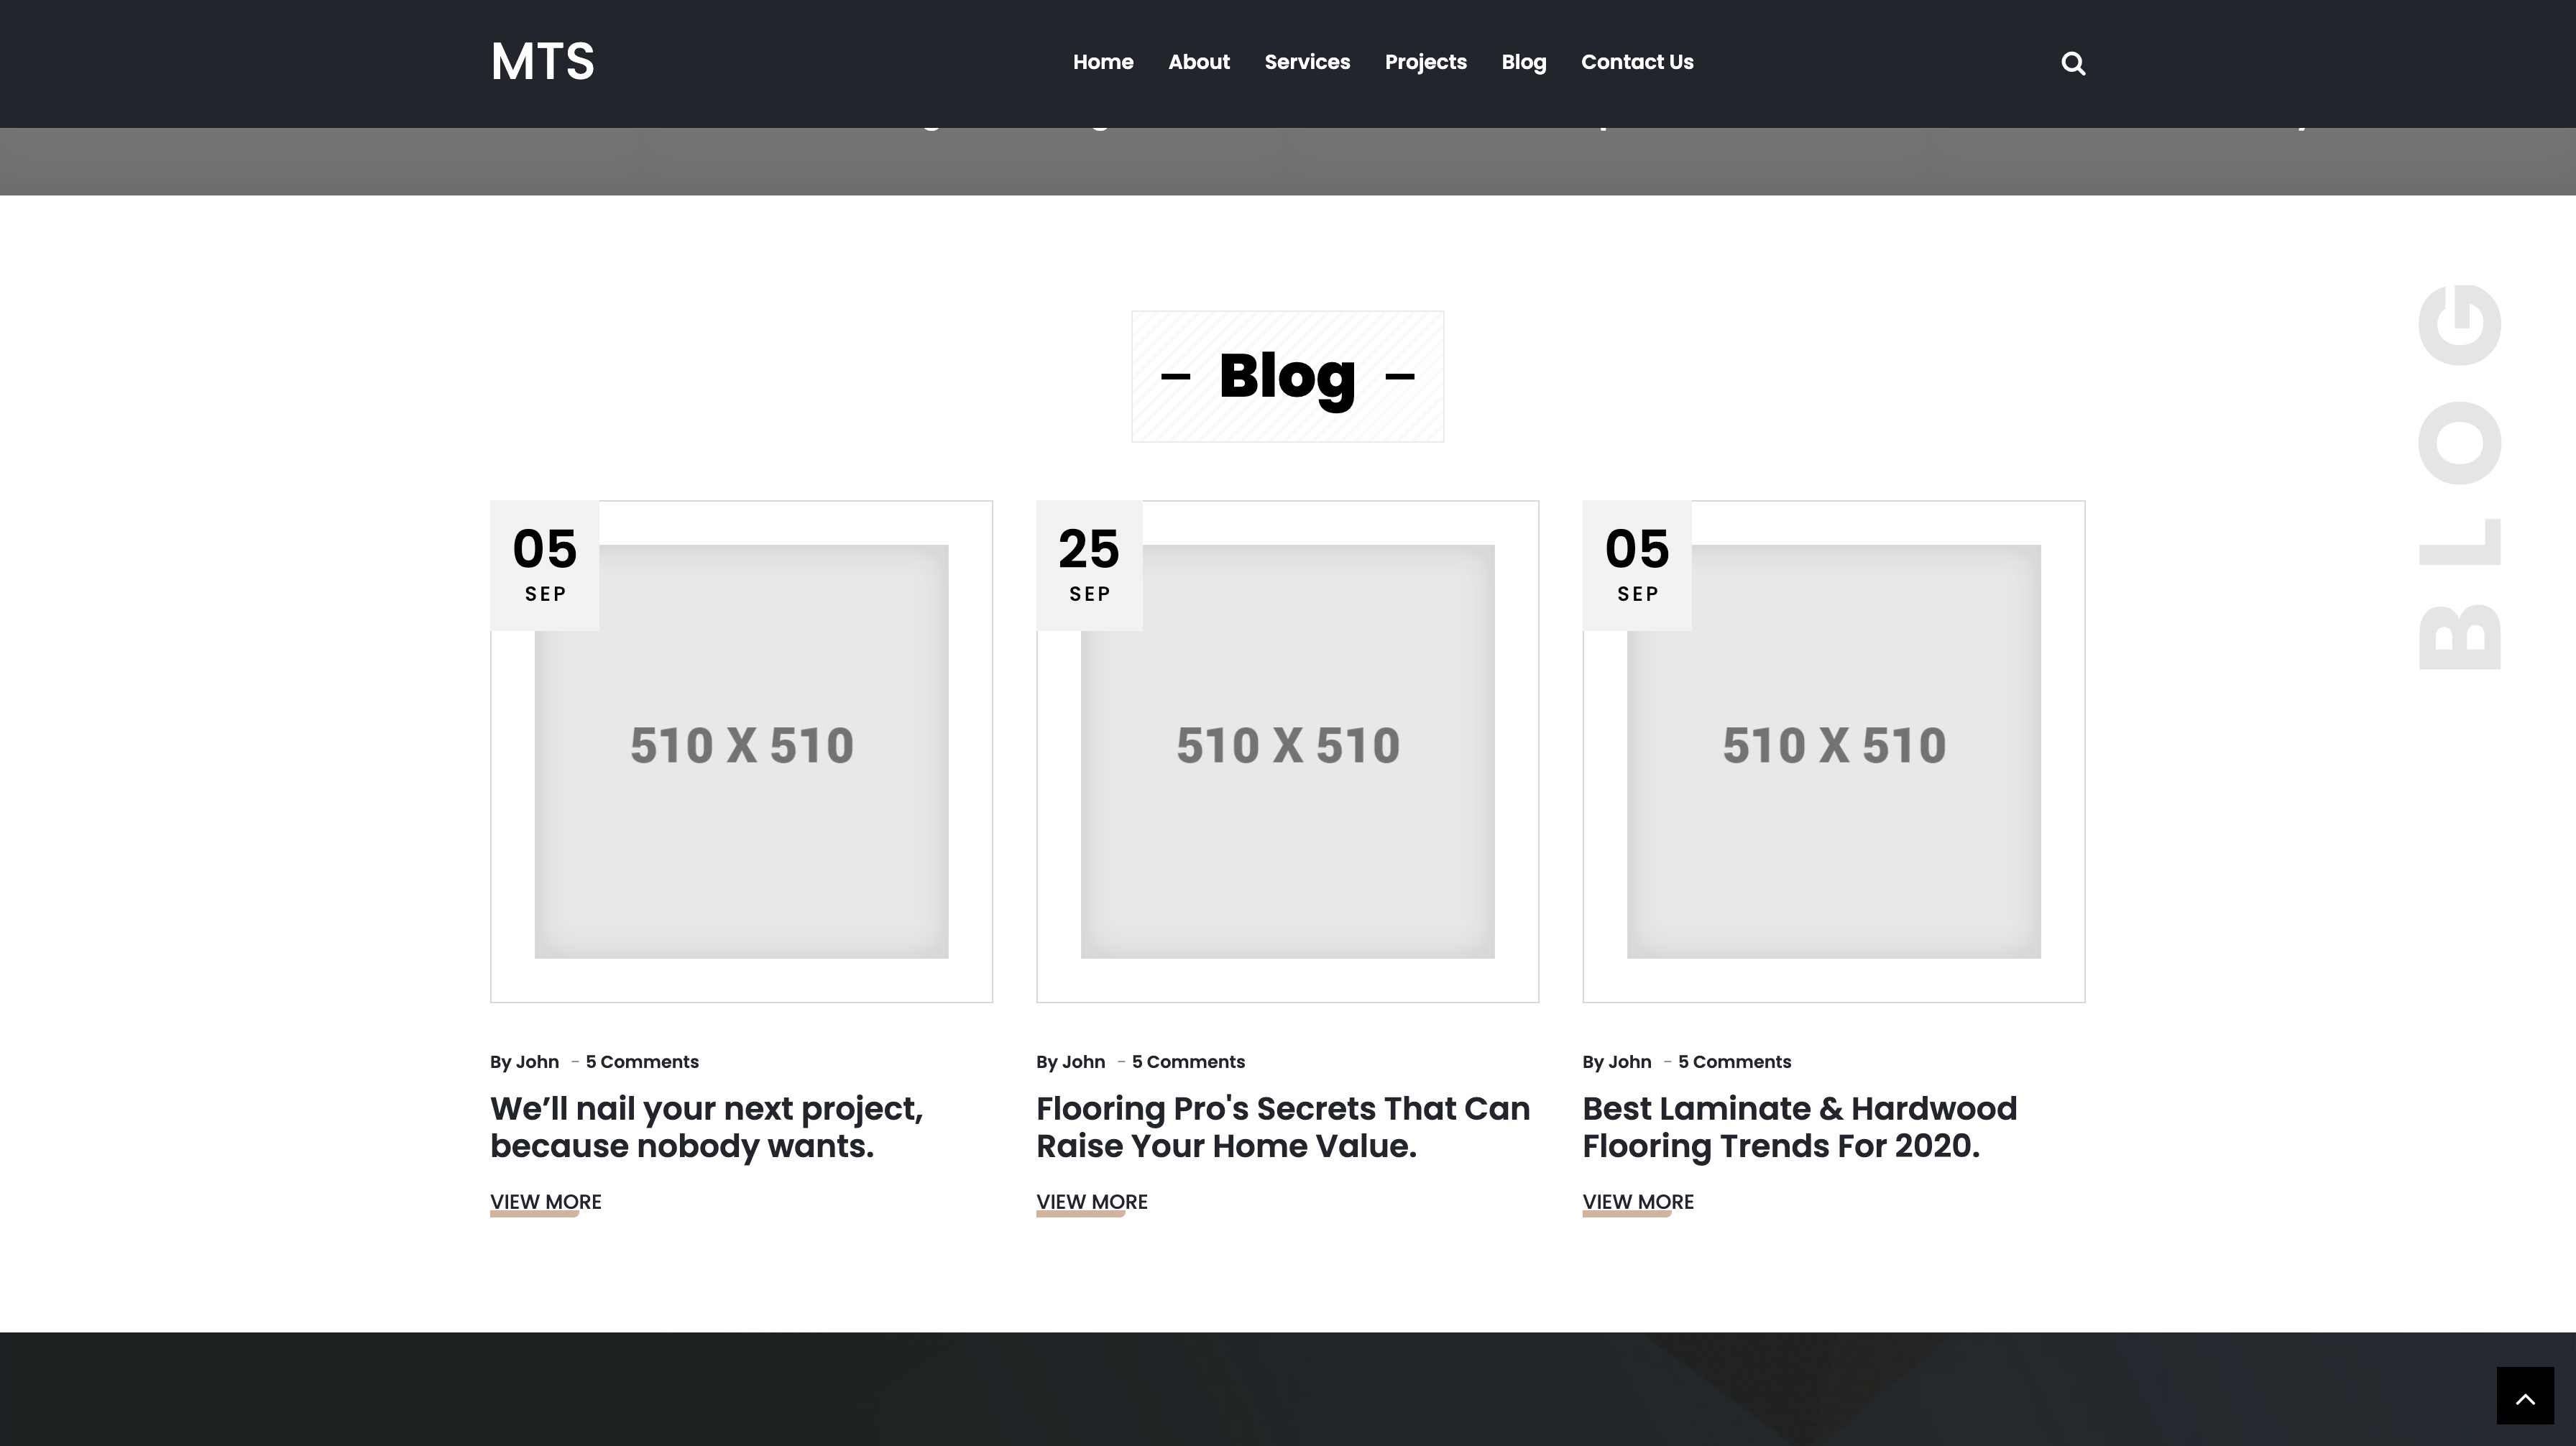 MTS
Home About Services Projects Blog Contact Us
– Blog –
BLOG
05
SEP
510 X 510
25
SEP
510 X 510
05
SEP
510 X 510
By John – 5 Comments
We’ll nail your next project,
because nobody wants.
VIEW MORE
By John – 5 Comments
Flooring Pro's Secrets That Can
Raise Your Home Value.
VIEW MORE
By John – 5 Comments
Best Laminate & Hardwood
Flooring Trends For 2020.
VIEW MORE